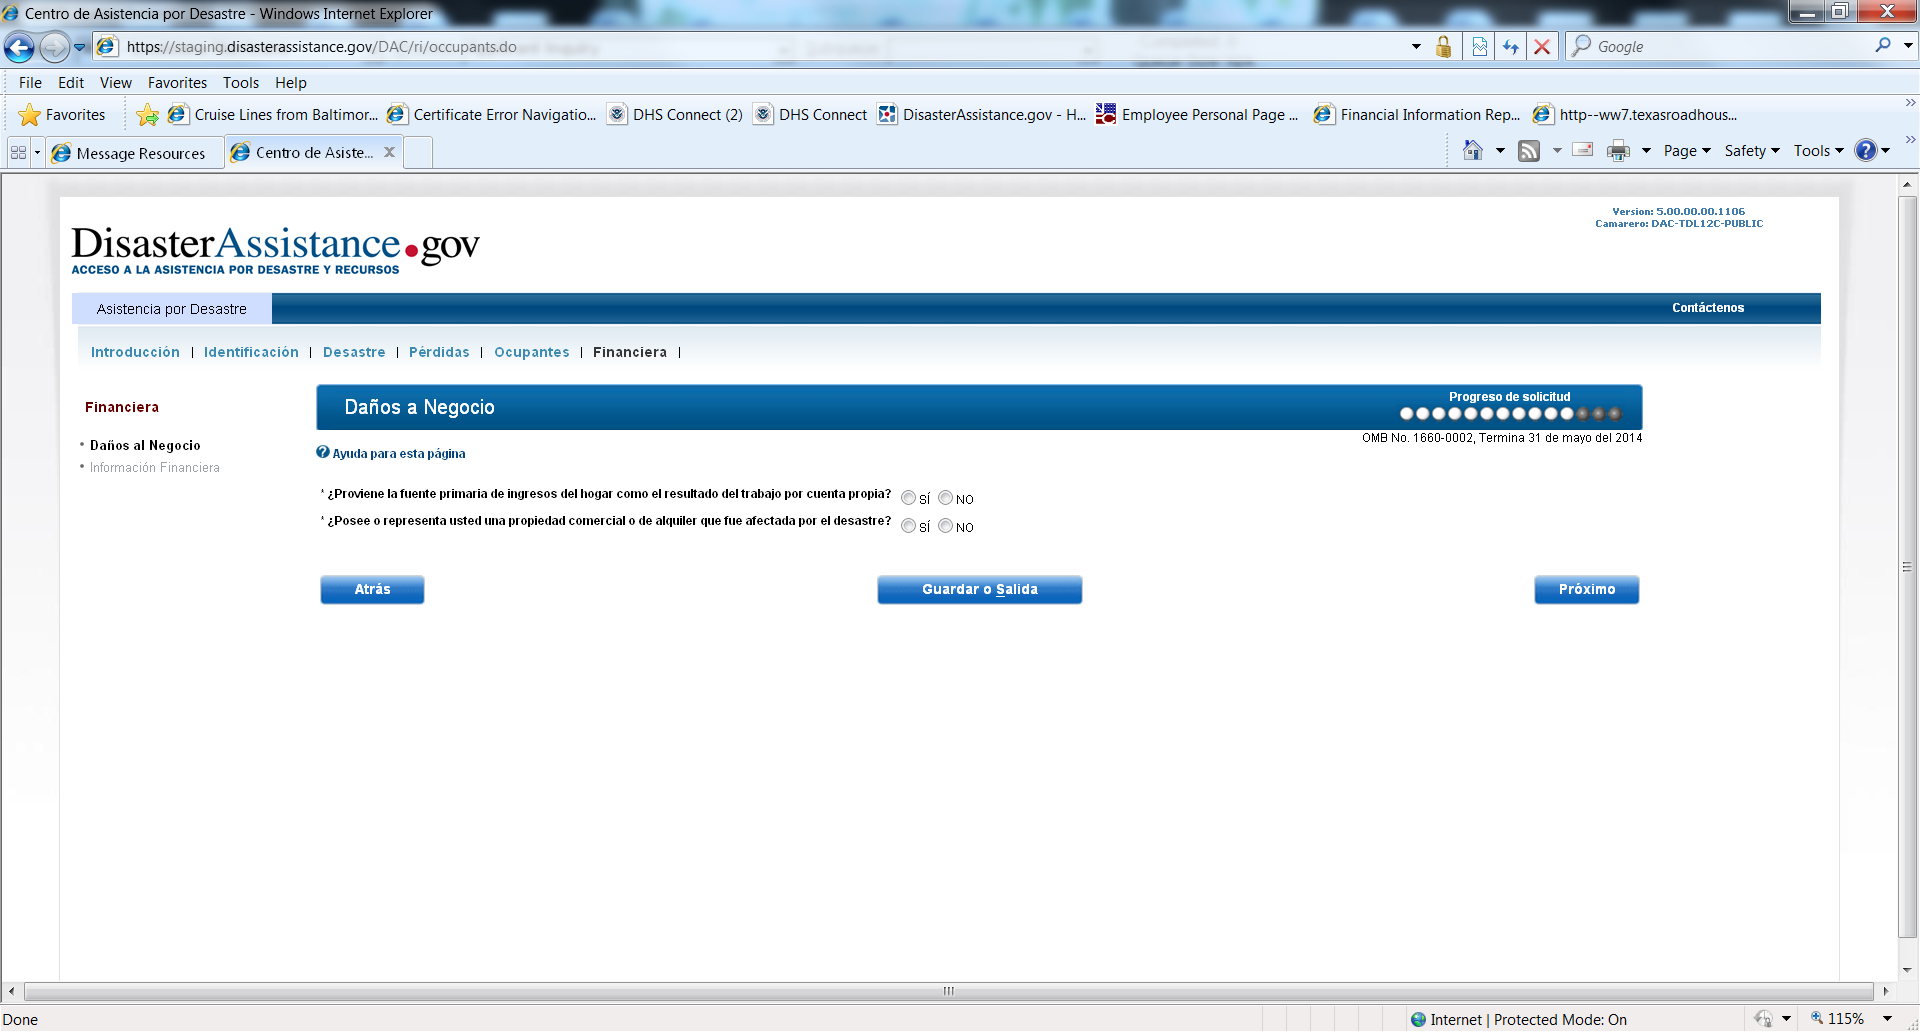 Centro de Asistencia por Desastre - Windows Internet Explorer
https://staging.disasterassistance.gov/DAC/ri/occupants.do
Google
File Edit View Favorites Tools Help
Favorites Cruise Lines from Baltimor... Certificate Error Navigatio... DHS Connect (2) DHS Connect DisasterAssistance.gov - H... Employee Personal Page ... Financial Information Rep... http--ww7.texasroadhous...
Message Resources Centro de Asiste... Page Safety Tools
Version: 5.00.00.00.1106
Camarero: DAC-TDL12C-PUBLIC
DisasterAssistance.gov
ACCESO A LA ASISTENCIA POR DESASTRE Y RECURSOS
Asistencia por Desastre Contáctenos
Introducción | Identificación | Desastre | Pérdidas | Ocupantes | Financiera |
Financiera
• Daños al Negocio
• Información Financiera
Daños a Negocio
Progreso de solicitud
OMB No. 1660-0002, Termina 31 de mayo del 2014
? Ayuda para esta página
* ¿Proviene la fuente primaria de ingresos del hogar como el resultado del trabajo por cuenta propia? SÍ NO
* ¿Posee o representa usted una propiedad comercial o de alquiler que fue afectada por el desastre? SÍ NO
Atrás Guardar o Salida Próximo
Done Internet | Protected Mode: On 115%